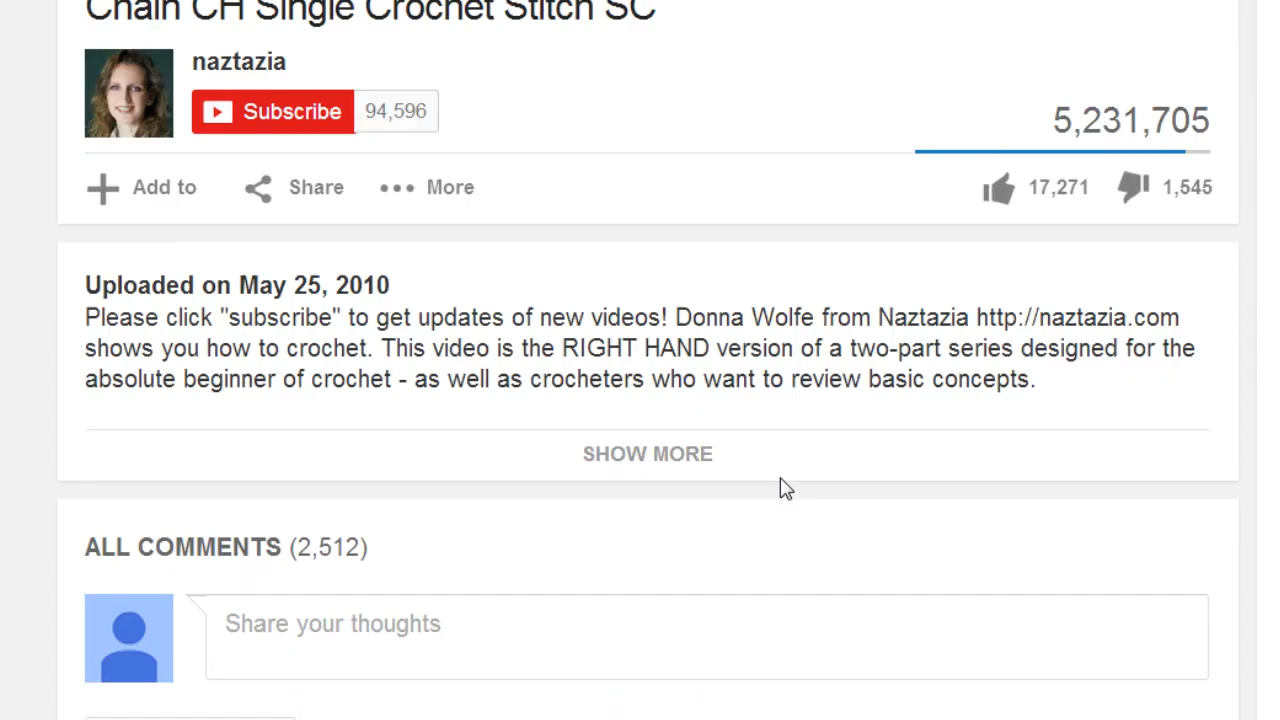 Chain CH Single Crochet Stitch SC
naztazia
Subscribe 94,596
5,231,705
Add to Share More 17,271 1,545
Uploaded on May 25, 2010
Please click "subscribe" to get updates of new videos! Donna Wolfe from Naztazia http://naztazia.com
shows you how to crochet. This video is the RIGHT HAND version of a two-part series designed for the
absolute beginner of crochet - as well as crocheters who want to review basic concepts.
SHOW MORE
ALL COMMENTS (2,512)
Share your thoughts